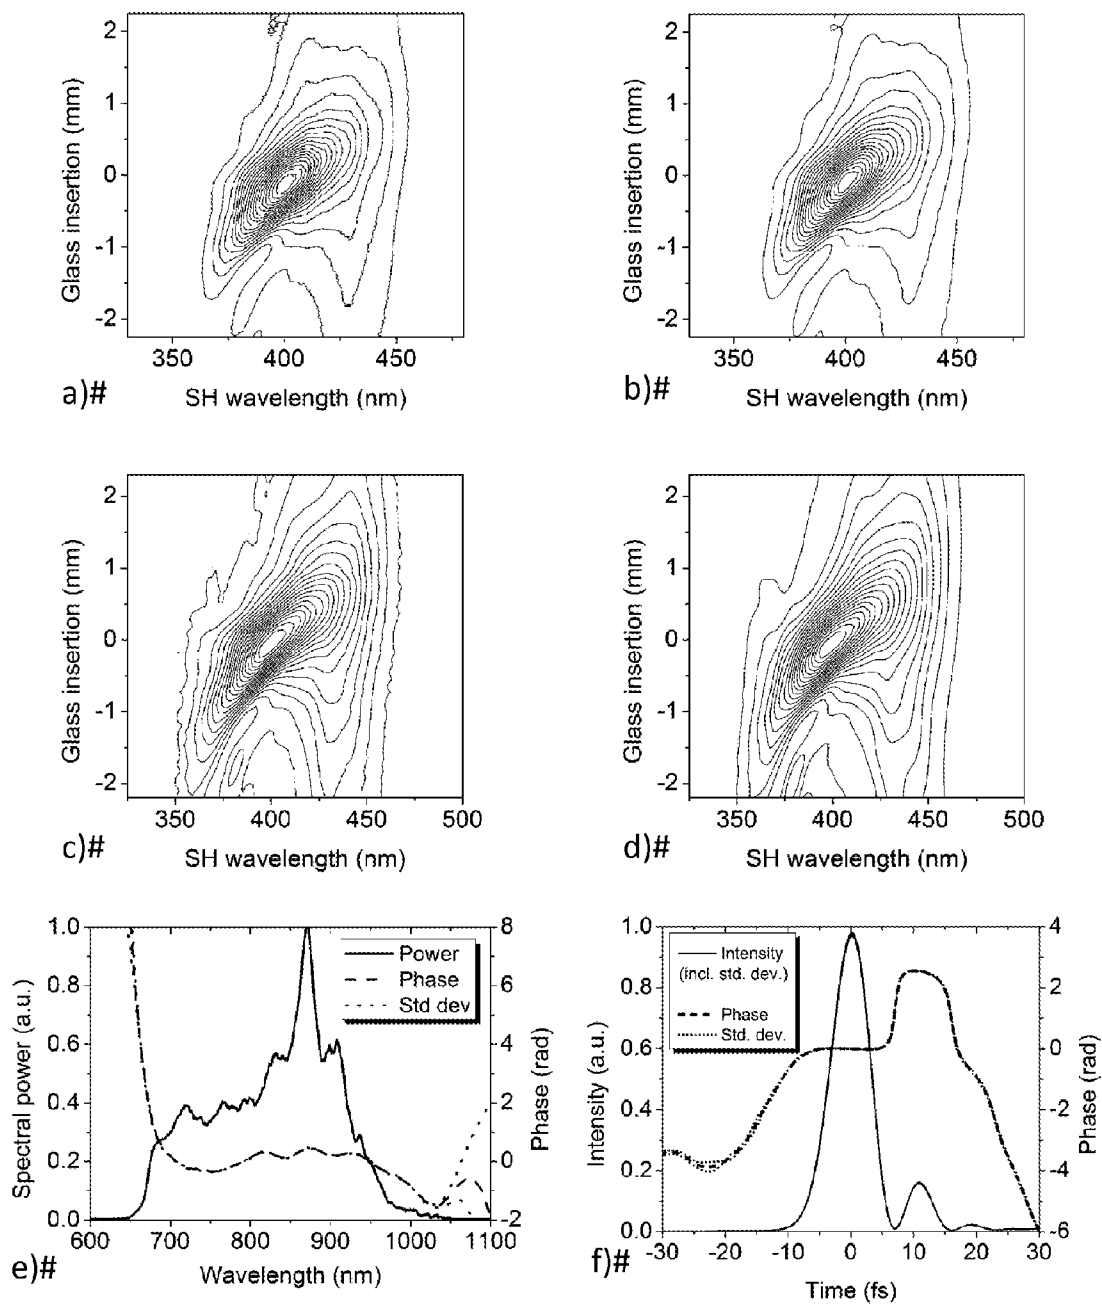 2
1
0
-1
-2
Glass insertion (mm)
350 400 450
SH wavelength (nm)
a)#
2
1
0
-1
-2
Glass insertion (mm)
350 400 450
SH wavelength (nm)
b)#
2
1
0
-1
-2
Glass insertion (mm)
350 400 450 500
SH wavelength (nm)
c)#
2
1
0
-1
-2
Glass insertion (mm)
350 400 450 500
SH wavelength (nm)
d)#
1.0
0.8
0.6
0.4
0.2
0.0
Spectral power (a.u.)
Power
Phase
Std dev
8
6
4
2
0
-2
Phase (rad)
600 700 800 900 1000 1100
Wavelength (nm)
e)#
1.0
0.8
0.6
0.4
0.2
0.0
Intensity (a.u.)
Intensity
(incl. std. dev.)
Phase
Std. dev.
4
2
0
-2
-4
-6
Phase (rad)
-30 -20 -10 0 10 20 30
Time (fs)
f)#